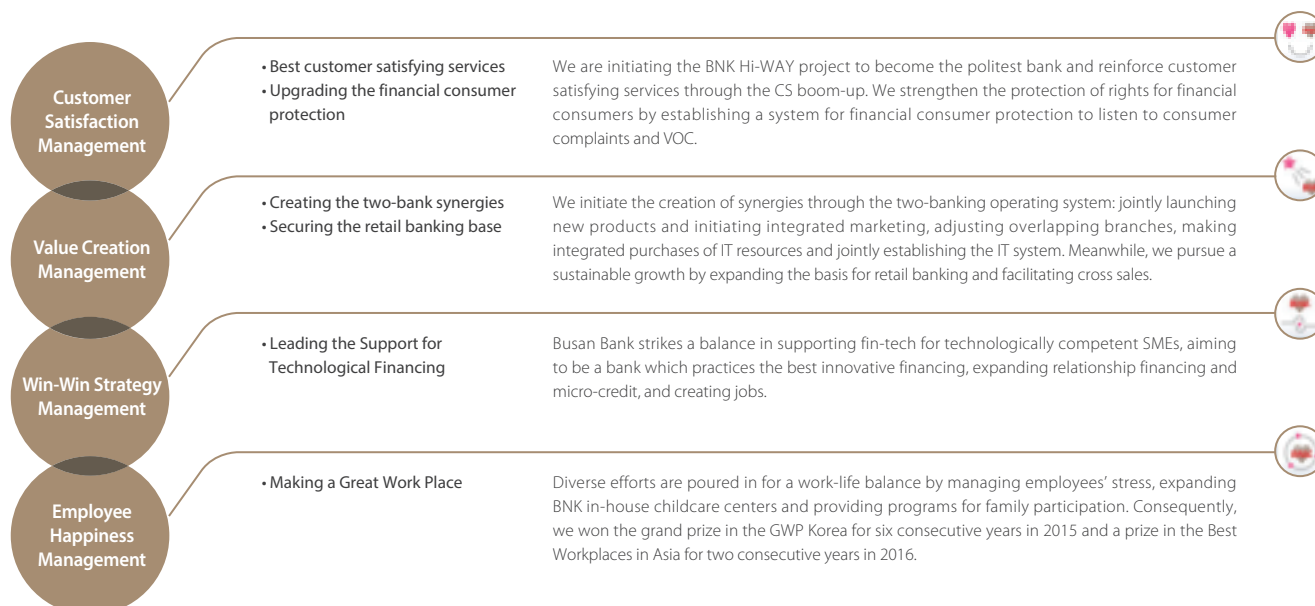 Customer
Satisfaction
Management
• Best customer satisfying services
• Upgrading the financial consumer
protection
We are initiating the BNK Hi-WAY project to become the politest bank and reinforce customer
satisfying services through the CS boom-up. We strengthen the protection of rights for financial
consumers by establishing a system for financial consumer protection to listen to consumer
complaints and VOC.
Value Creation
Management
• Creating the two-bank synergies
• Securing the retail banking base
We initiate the creation of synergies through the two-banking operating system: jointly launching
new products and initiating integrated marketing, adjusting overlapping branches, making
integrated purchases of IT resources and jointly establishing the IT system. Meanwhile, we pursue a
sustainable growth by expanding the basis for retail banking and facilitating cross sales.
Win-Win Strategy
Management
• Leading the Support for
Technological Financing
Busan Bank strikes a balance in supporting fin-tech for technologically competent SMEs, aiming
to be a bank which practices the best innovative financing, expanding relationship financing and
micro-credit, and creating jobs.
Employee
Happiness
Management
• Making a Great Work Place
Diverse efforts are poured in for a work-life balance by managing employees’ stress, expanding
BNK in-house childcare centers and providing programs for family participation. Consequently,
we won the grand prize in the GWP Korea for six consecutive years in 2015 and a prize in the Best
Workplaces in Asia for two consecutive years in 2016.